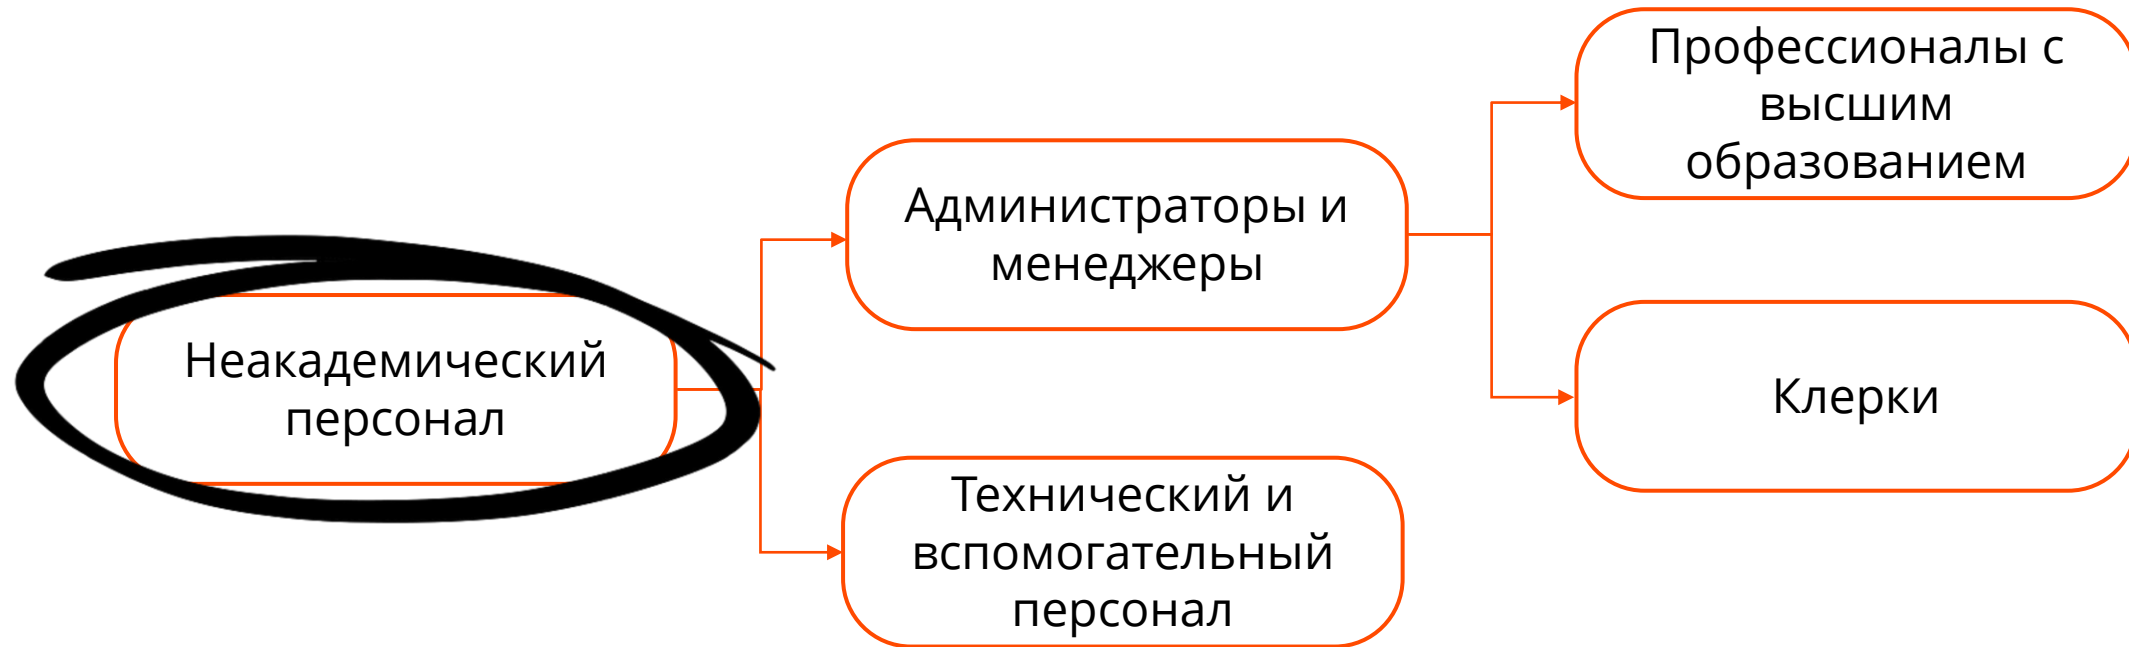 Неакадемический
персонал
Администраторы и
менеджеры
Технический и
вспомогательный
персонал
Профессионалы с
высшим
образованием
Клерки